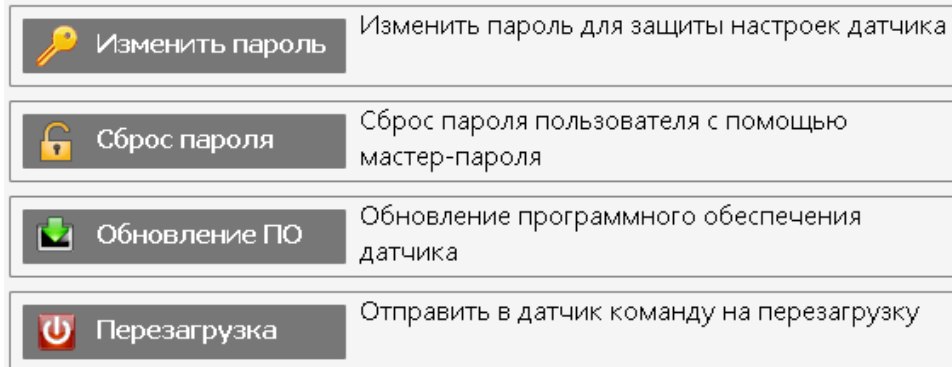 Изменить пароль
Изменить пароль для защиты настроек датчика
Сброс пароля
Сброс пароля пользователя с помощью
мастер-пароля
Обновление ПО
Обновление программного обеспечения
датчика
Перезагрузка
Отправить в датчик команду на перезагрузку